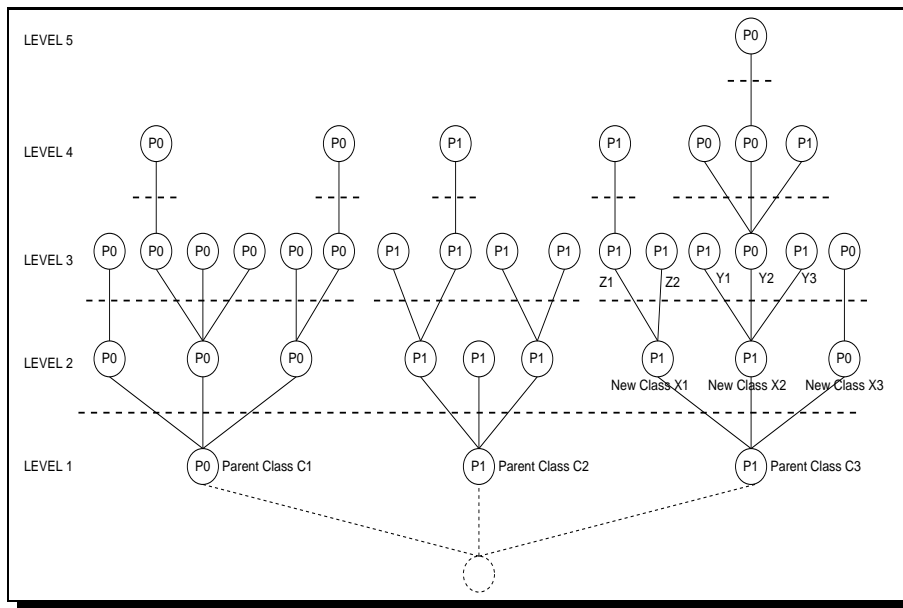 LEVEL 5
P0
LEVEL 4
P0 P0 P1 P1 P0 P0 P1
LEVEL 3
P0 P0 P0 P0 P0 P0 P1 P1 P1 P1 P1 P1 P1 P0 P1 P0
Z1 Z2 Y1 Y2 Y3
LEVEL 2
P0 P0 P0 P1 P1 P1 P1 P1 P0
New Class X1 New Class X2 New Class X3
LEVEL 1
P0 Parent Class C1 P1 Parent Class C2 P1 Parent Class C3